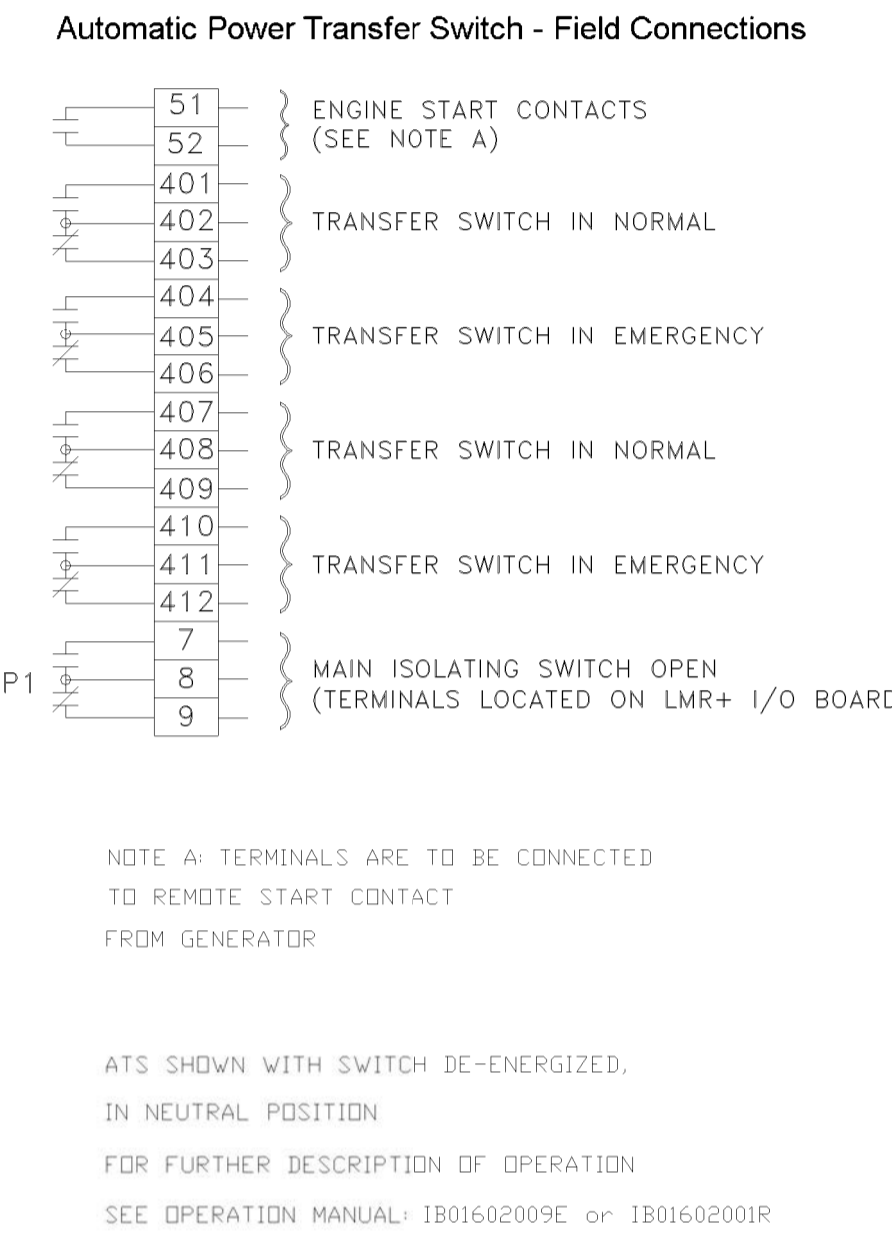 Automatic Power Transfer Switch - Field Connections
51
52
ENGINE START CONTACTS
(SEE NOTE A)
401
402
403
TRANSFER SWITCH IN NORMAL
404
405
406
TRANSFER SWITCH IN EMERGENCY
407
408
409
TRANSFER SWITCH IN NORMAL
410
411
412
TRANSFER SWITCH IN EMERGENCY
P1
7
8
9
MAIN ISOLATING SWITCH OPEN
(TERMINALS LOCATED ON LMR+ I/O BOARD
NOTE A: TERMINALS ARE TO BE CONNECTED
TO REMOTE START CONTACT
FROM GENERATOR
ATS SHOWN WITH SWITCH DE-ENERGIZED,
IN NEUTRAL POSITION
FOR FURTHER DESCRIPTION OF OPERATION
SEE OPERATION MANUAL: IB01602009E or IB01602001R